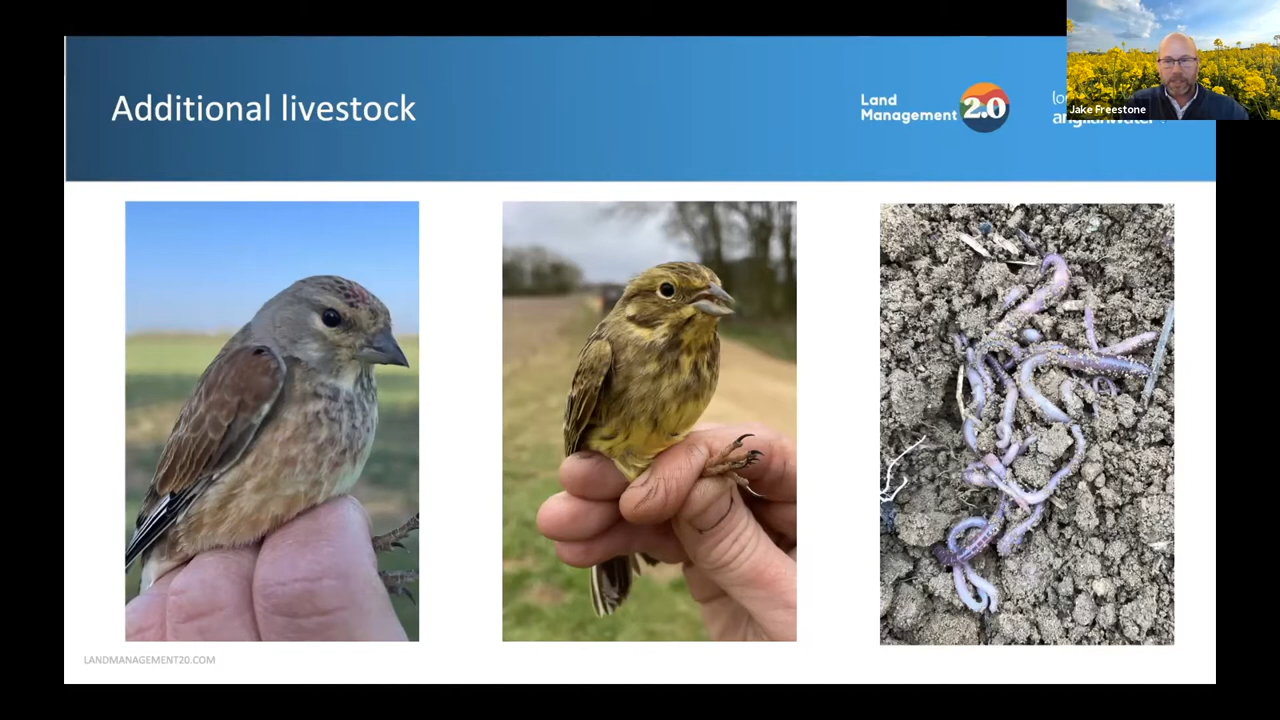 Additional livestock
Land
Management 2.0
Jake Freestone
LANDMANAGEMENT20.COM